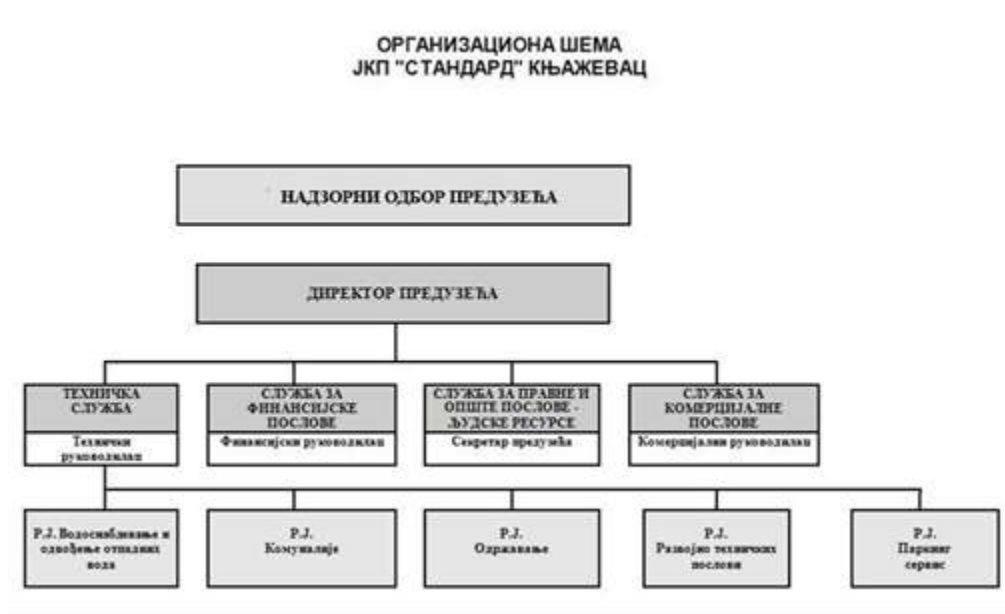 ОРГАНИЗАЦИОНА ШЕМА
ЈКП "СТАНДАРД" КЊАЖЕВАЦ
НАДЗОРНИ ОДБОР ПРЕДУЗЕЋА
ДИРЕКТОР ПРЕДУЗЕЋА
ТЕХНИЧКА
СЛУЖБА
Технички
руководилац
СЛУЖБА ЗА
ФИНАНСИЈСКЕ
ПОСЛОВЕ
Финансијски руководилац
СЛУЖБА ЗА ПРАВНЕ И
ОПШТЕ ПОСЛОВЕ -
ЉУДСКЕ РЕСУРСЕ
Секретар предузећа
СЛУЖБА ЗА
КОМЕРЦИЈАЛНЕ
ПОСЛОВЕ
Комерцијални руководилац
Р.Ј. Водоснабдевање и
одвођење отпадних
вода
Р.Ј.
Комуналије
Р.Ј.
Одржавање
Р.Ј.
Развојно техничких
послови
Р.Ј.
Паркинг
сервис